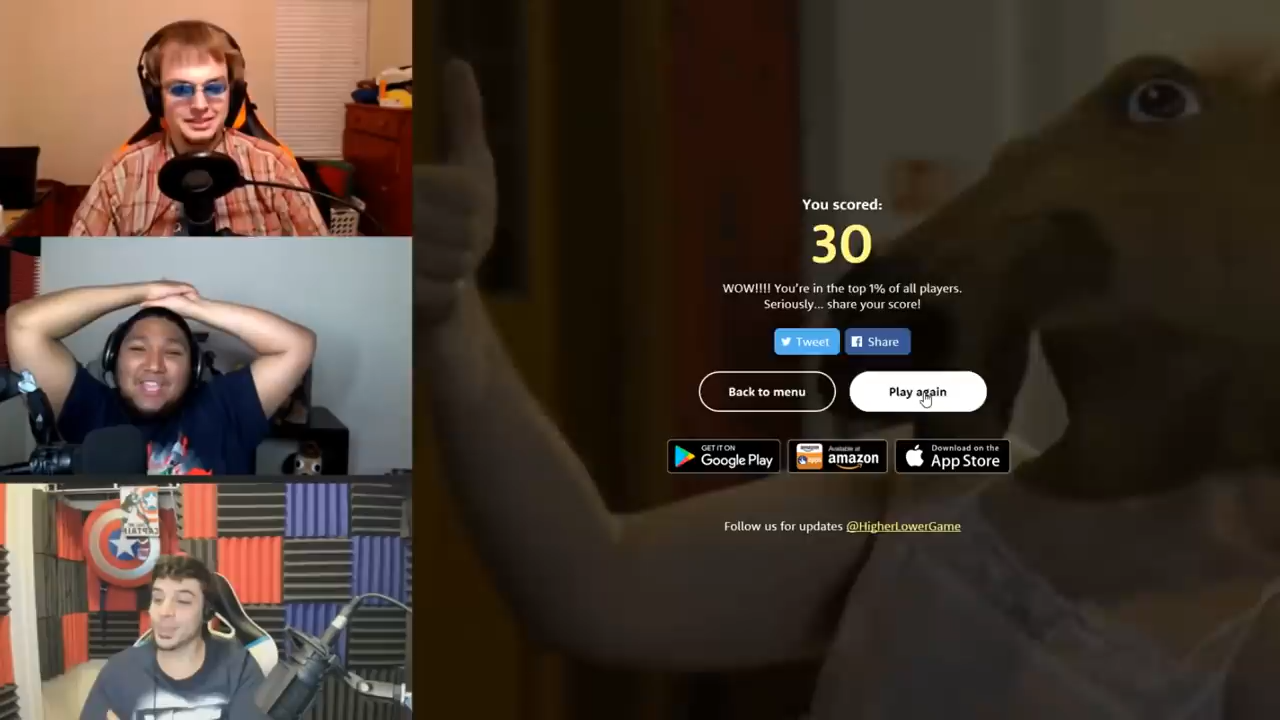 You scored:
30
WOW!!!! You're in the top 1% of all players.
Seriously... share your score!
Tweet
Share
Back to menu
Play again
GET IT ON
Google Play
Available at
amazon
Download on the
App Store
Follow us for updates @HigherLowerGame